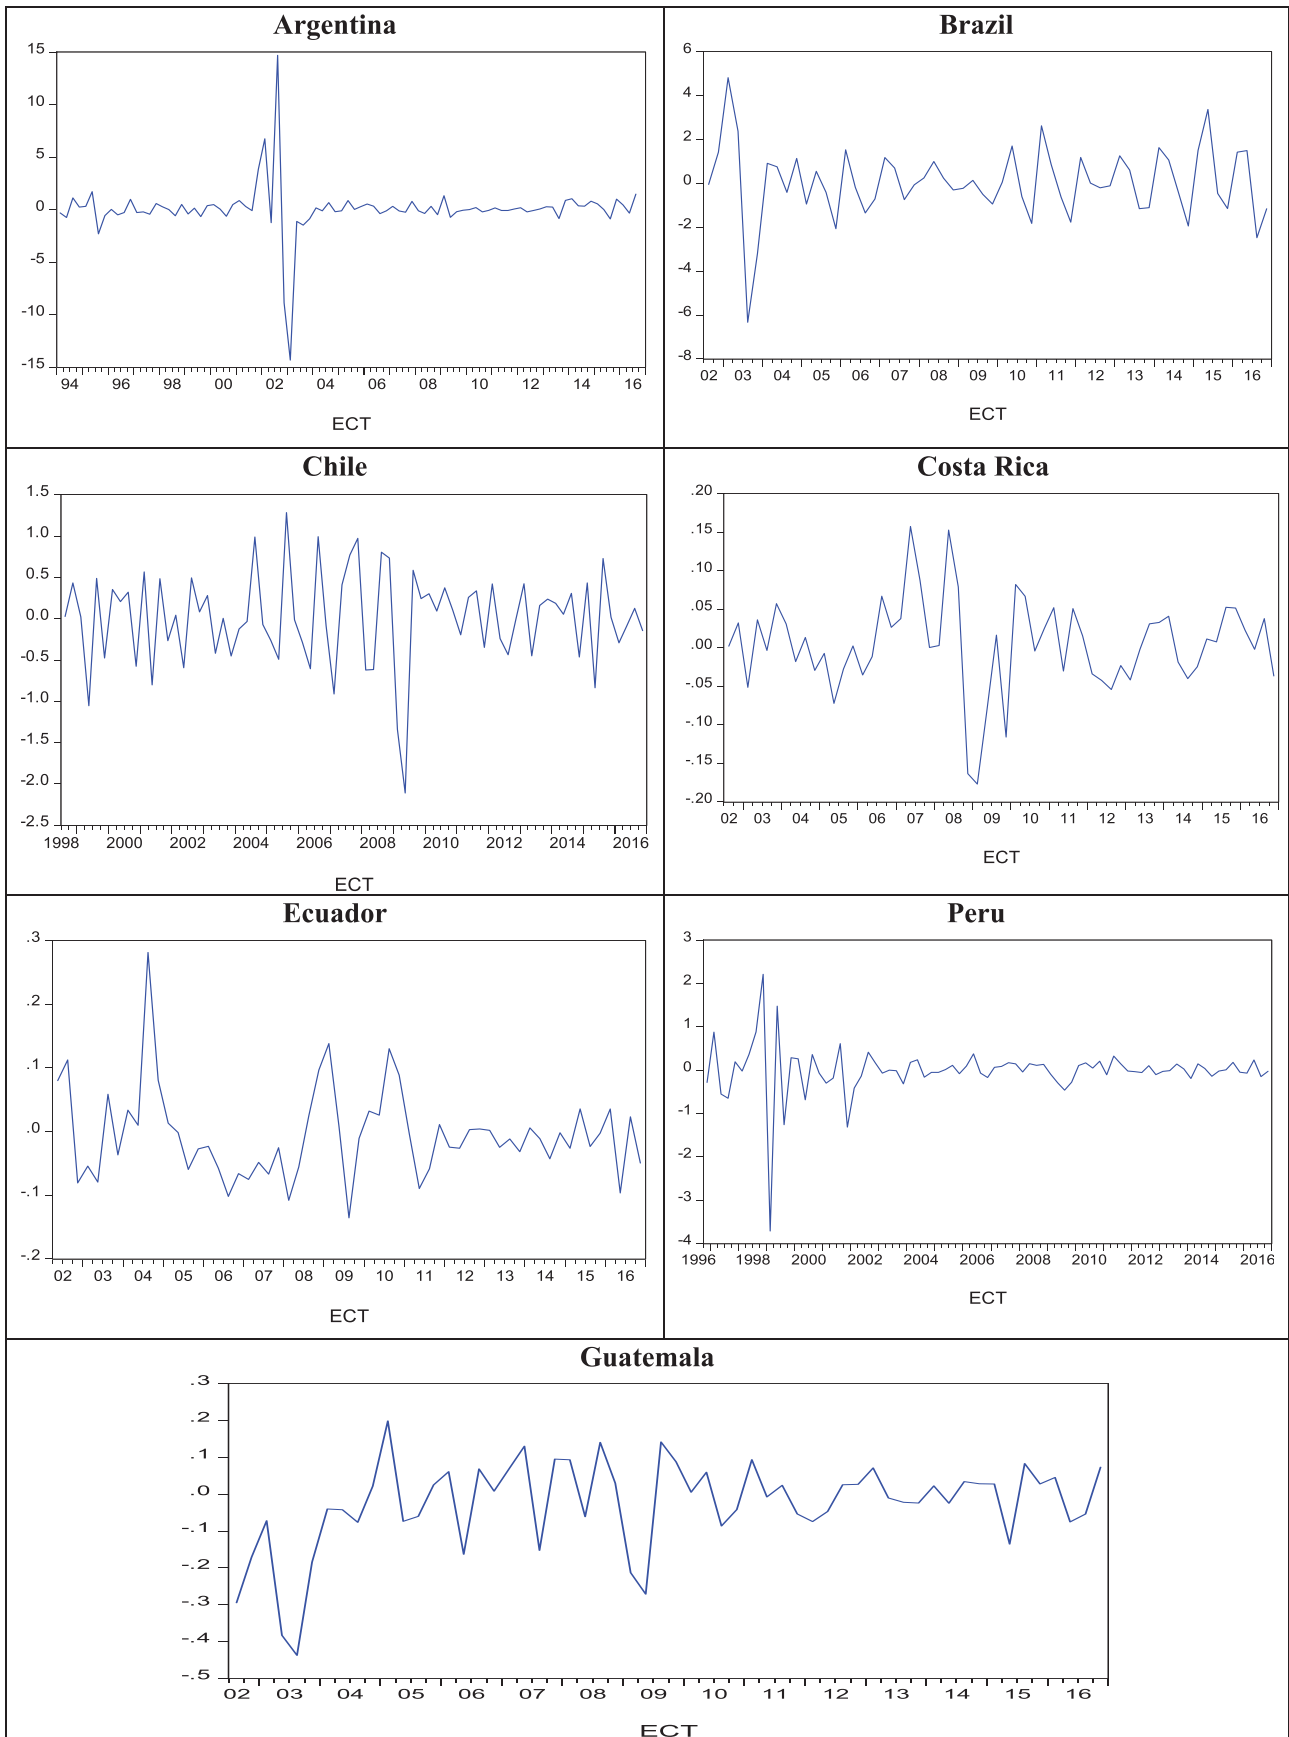 Argentina
15
10
5
0
-5
-10
-15
94 96 98 00 02 04 06 08 10 12 14 16
ECT
Brazil
6
4
2
0
-2
-4
-6
-8
02 03 04 05 06 07 08 09 10 11 12 13 14 15 16
ECT
Chile
1.5
1.0
0.5
0.0
-0.5
-1.0
-1.5
-2.0
-2.5
1998 2000 2002 2004 2006 2008 2010 2012 2014 2016
ECT
Costa Rica
.20
.15
.10
.05
.00
-.05
-.10
-.15
-.20
02 03 04 05 06 07 08 09 10 11 12 13 14 15 16
ECT
Ecuador
.3
.2
.1
.0
-.1
-.2
02 03 04 05 06 07 08 09 10 11 12 13 14 15 16
ECT
Peru
3
2
1
0
-1
-2
-3
-4
1996 1998 2000 2002 2004 2006 2008 2010 2012 2014 2016
ECT
Guatemala
.3
.2
.1
.0
-.1
-.2
-.3
-.4
-.5
02 03 04 05 06 07 08 09 10 11 12 13 14 15 16
ECT